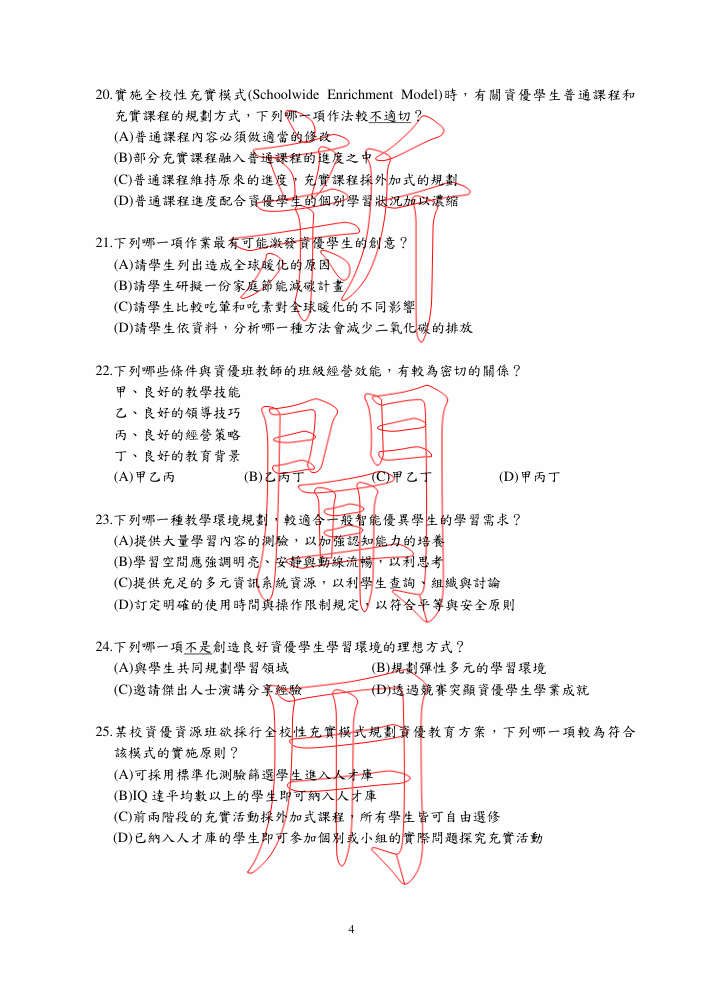 20.實施全校性充實模式(Schoolwide Enrichment Model)時，有關資優學生普通課程和
充實課程的規劃方式，下列哪一項作法較不適切？
(A)普通課程內容必須做適當的修改
(B)部分充實課程融入普通課程的進度之中
(C)普通課程維持原來的進度，充實課程採外加式的規劃
(D)普通課程進度配合資優學生的個別學習狀況加以濃縮
21.下列哪一項作業最有可能激發資優學生的創意？
(A)請學生列出造成全球暖化的原因
(B)請學生研擬一份家庭節能減碳計畫
(C)請學生比較吃葷和吃素對全球暖化的不同影響
(D)請學生依資料，分析哪一種方法會減少二氧化碳的排放
22.下列哪些條件與資優班教師的班級經營效能，有較為密切的關係？
甲、良好的教學技能
乙、良好的領導技巧
丙、良好的經營策略
丁、良好的教育背景
(A)甲乙丙 (B)乙丙丁 (C)甲乙丁 (D)甲丙丁
23.下列哪一種教學環境規劃，較適合一般智能優異學生的學習需求？
(A)提供大量學習內容的測驗，以加強認知能力的培養
(B)學習空間應強調明亮、安靜與動線流暢，以利思考
(C)提供充足的多元資訊系統資源，以利學生查詢、組織與討論
(D)訂定明確的使用時間與操作限制規定，以符合平等與安全原則
24.下列哪一項不是創造良好資優學生學習環境的理想方式？
(A)與學生共同規劃學習領域 (B)規劃彈性多元的學習環境
(C)邀請傑出人士演講分享經驗 (D)透過競賽突顯資優學生學業成就
25.某校資優資源班欲採行全校性充實模式規劃資優教育方案，下列哪一項較為符合
該模式的實施原則？
(A)可採用標準化測驗篩選學生進入人才庫
(B)IQ 達平均數以上的學生即可納入人才庫
(C)前兩階段的充實活動採外加式課程，所有學生皆可自由選修
(D)已納入人才庫的學生即可參加個別或小組的實際問題探究充實活動
新
聞
用
4